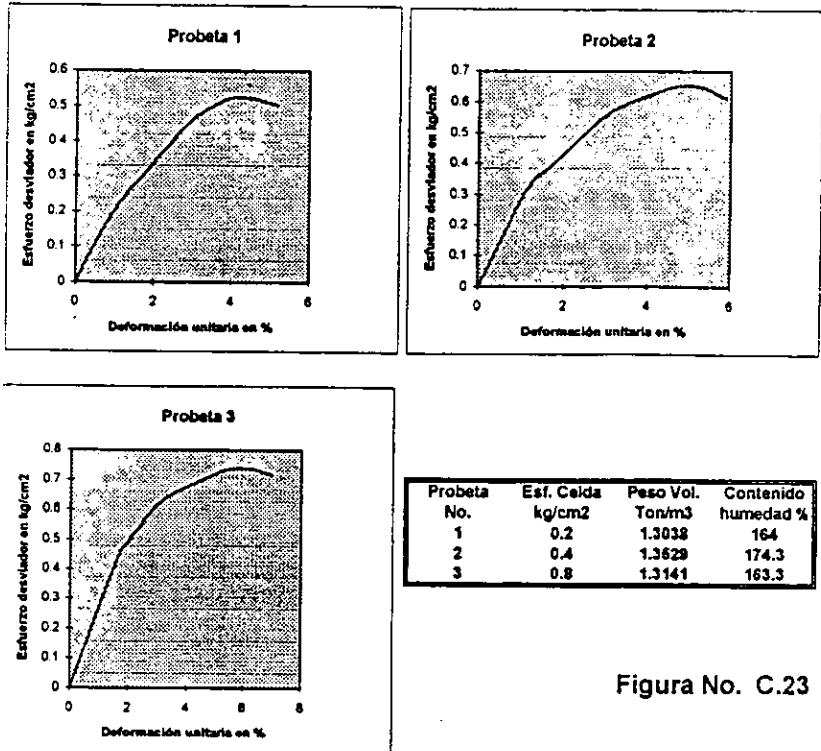 Probeta 1
Esfuerzo desviador en kg/cm2
0.6
0.5
0.4
0.3
0.2
0.1
0
0 2 4 6
Deformación unitaria en %
Probeta 2
Esfuerzo desviador en kg/cm2
0.7
0.6
0.5
0.4
0.3
0.2
0.1
0
0 2 4 6
Deformación unitaria en %
Probeta 3
Esfuerzo desviador en kg/cm2
0.8
0.7
0.6
0.5
0.4
0.3
0.2
0.1
0
0 2 4 6 8
Deformación unitaria en %
Probeta Esf. Celda Peso Vol. Contenido
No. kg/cm2 Ton/m3 humedad %
1 0.2 1.3038 164
2 0.4 1.3529 174.3
3 0.8 1.3141 163.3
Figura No. C.23